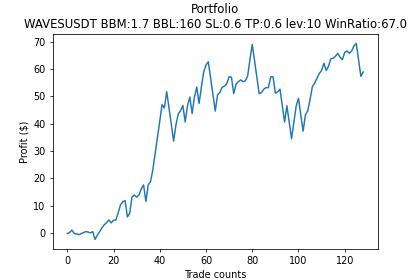 Portfolio
WAVESUSDT BBM:1.7 BBL:160 SL:0.6 TP:0.6 lev:10 WinRatio:67.0
70
60
50
40
30
20
10
0
Profit ($)
0 20 40 60 80 100 120
Trade counts